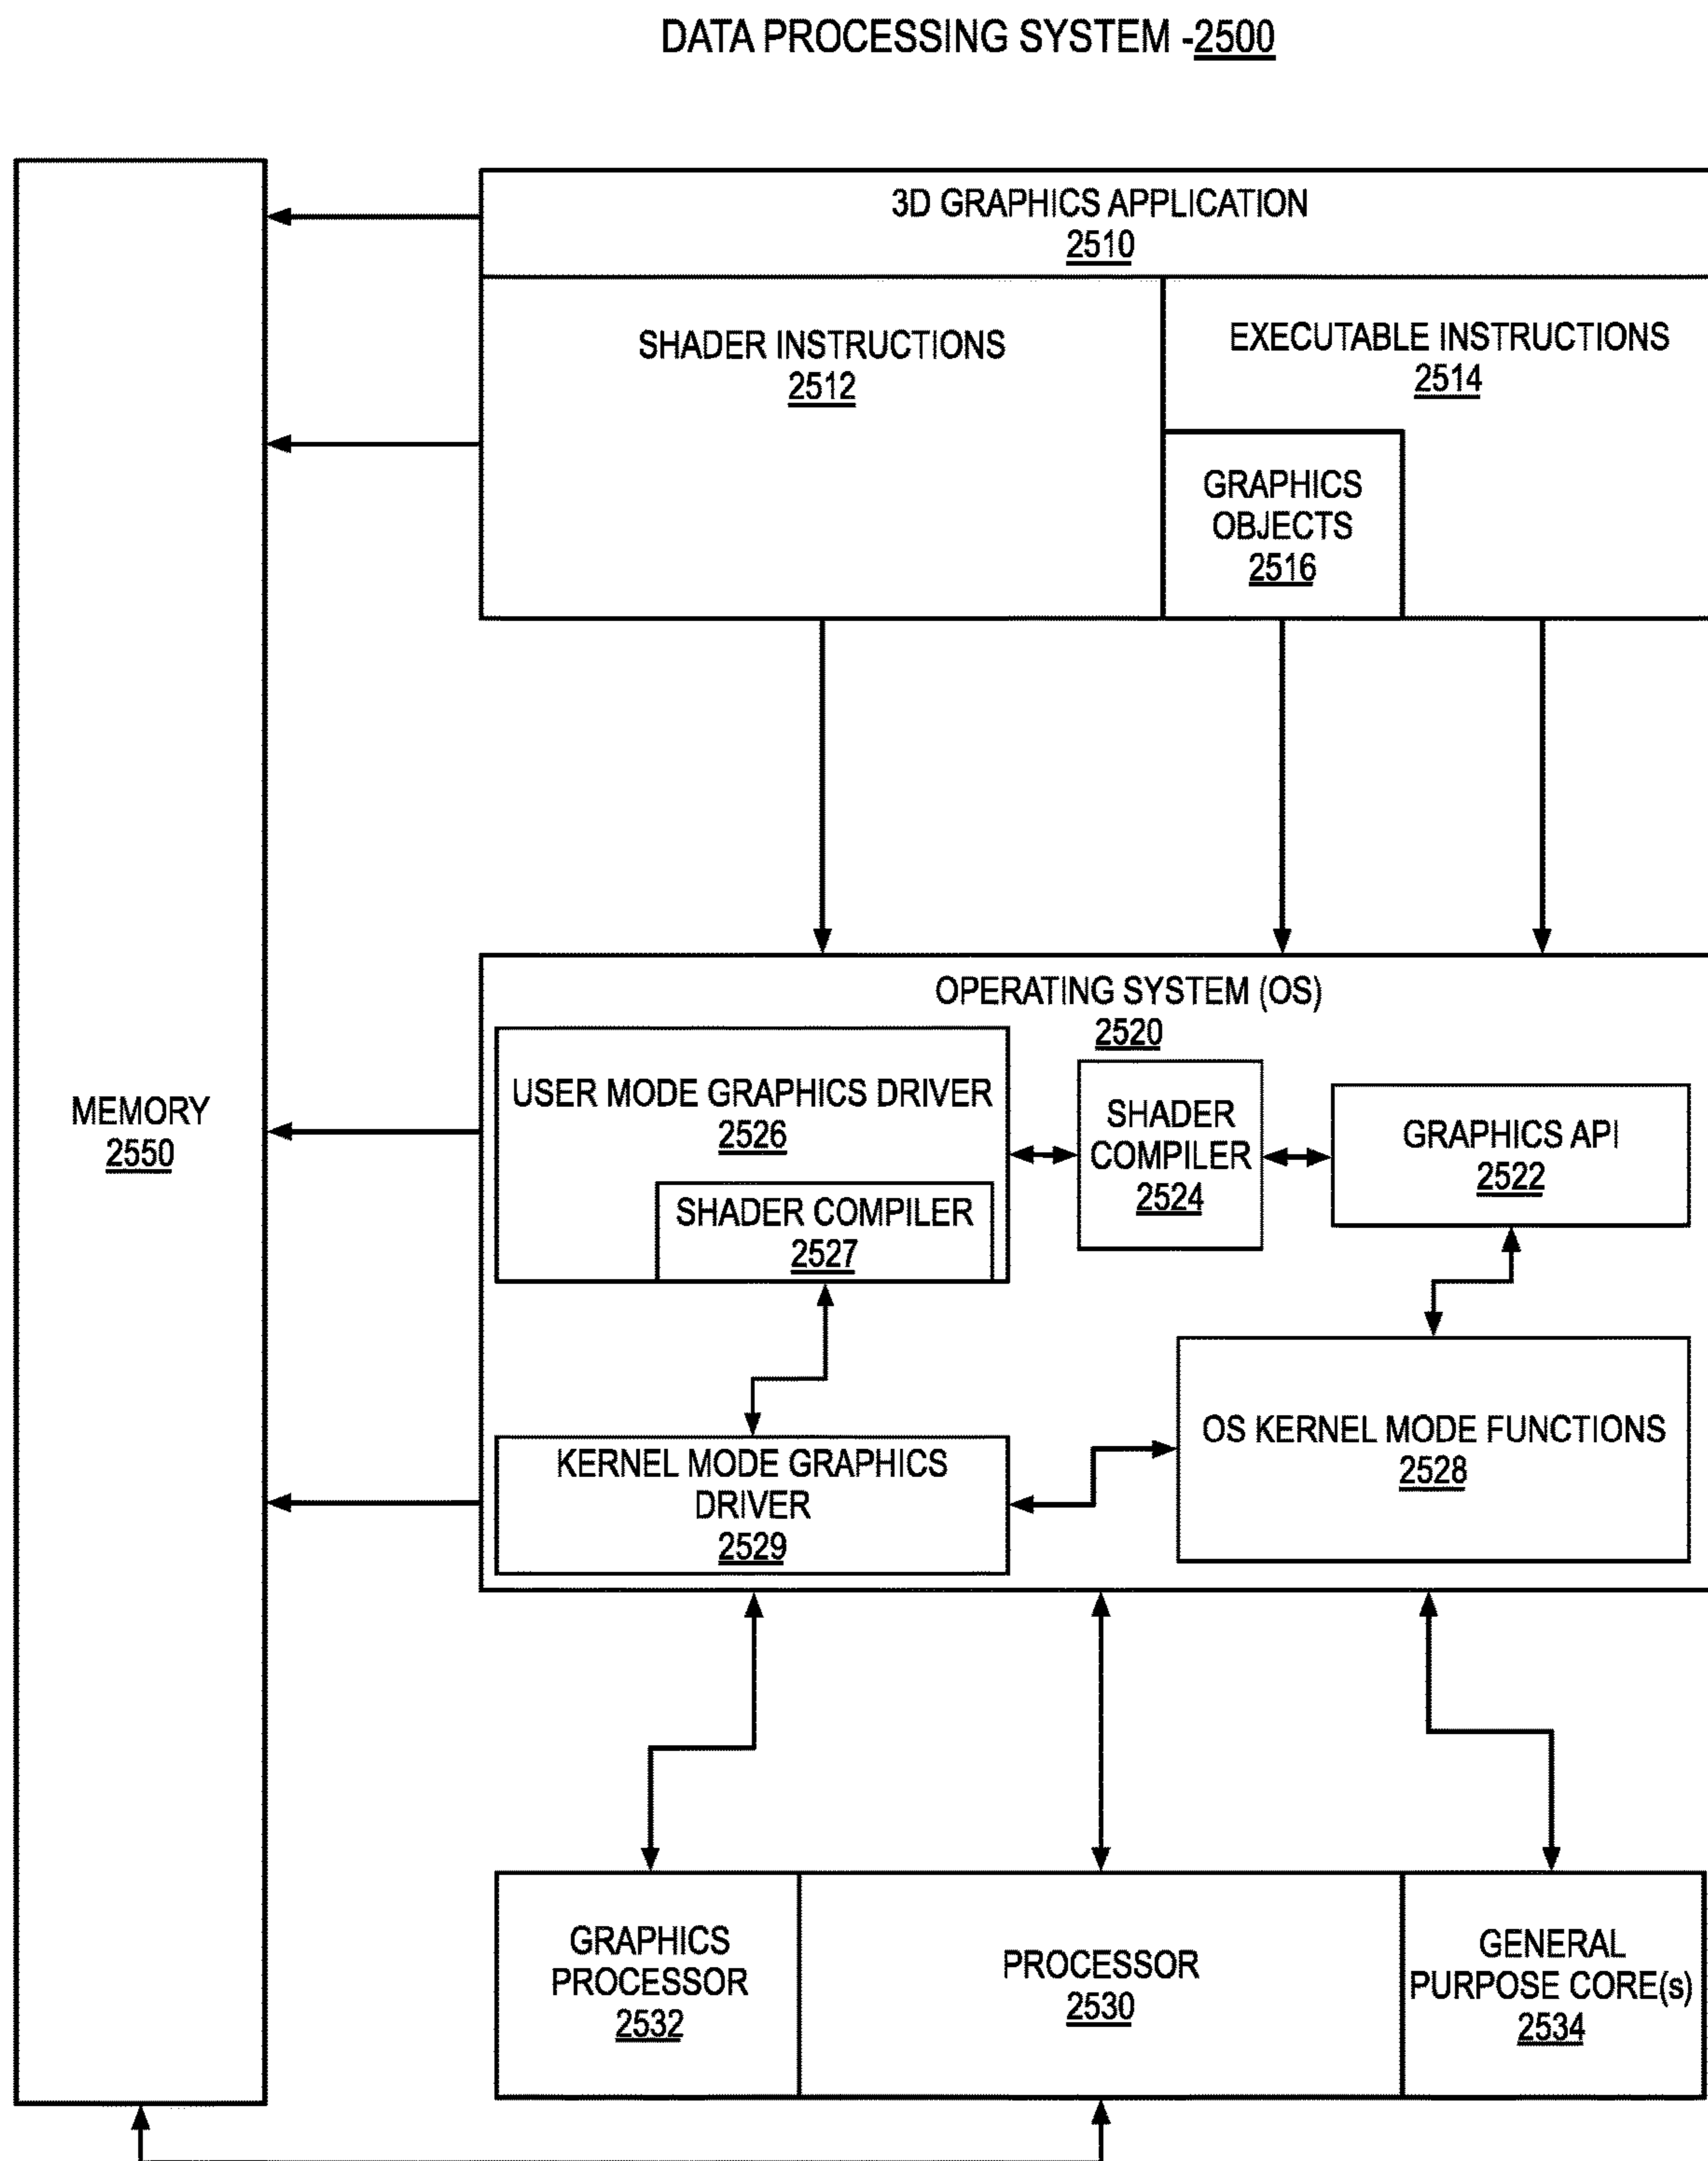 DATA PROCESSING SYSTEM -2500
3D GRAPHICS APPLICATION
2510
SHADER INSTRUCTIONS
2512
EXECUTABLE INSTRUCTIONS
2514
GRAPHICS
OBJECTS
2516
MEMORY
2550
OPERATING SYSTEM (OS)
2520
USER MODE GRAPHICS DRIVER
2526
SHADER COMPILER
2527
SHADER
COMPILER
2524
GRAPHICS API
2522
KERNEL MODE GRAPHICS
DRIVER
2529
OS KERNEL MODE FUNCTIONS
2528
GRAPHICS
PROCESSOR
2532
PROCESSOR
2530
GENERAL
PURPOSE CORE(s)
2534